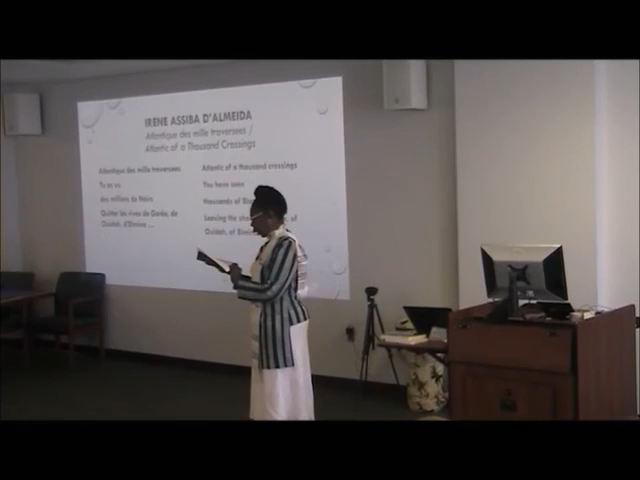 IRENE ASSIBA D'ALMEIDA
Atlantique des mille traversees /
Atlantic of a Thousand Crossings
Atlantique des mille traversees
Tu as vu
des milliers de Noirs
Quitter les rives de Gorée, de
Ouidah, d'Elmina ...
Atlantic of a thousand crossings
You have seen
thousands of
Leaving the of
Ouidah, of